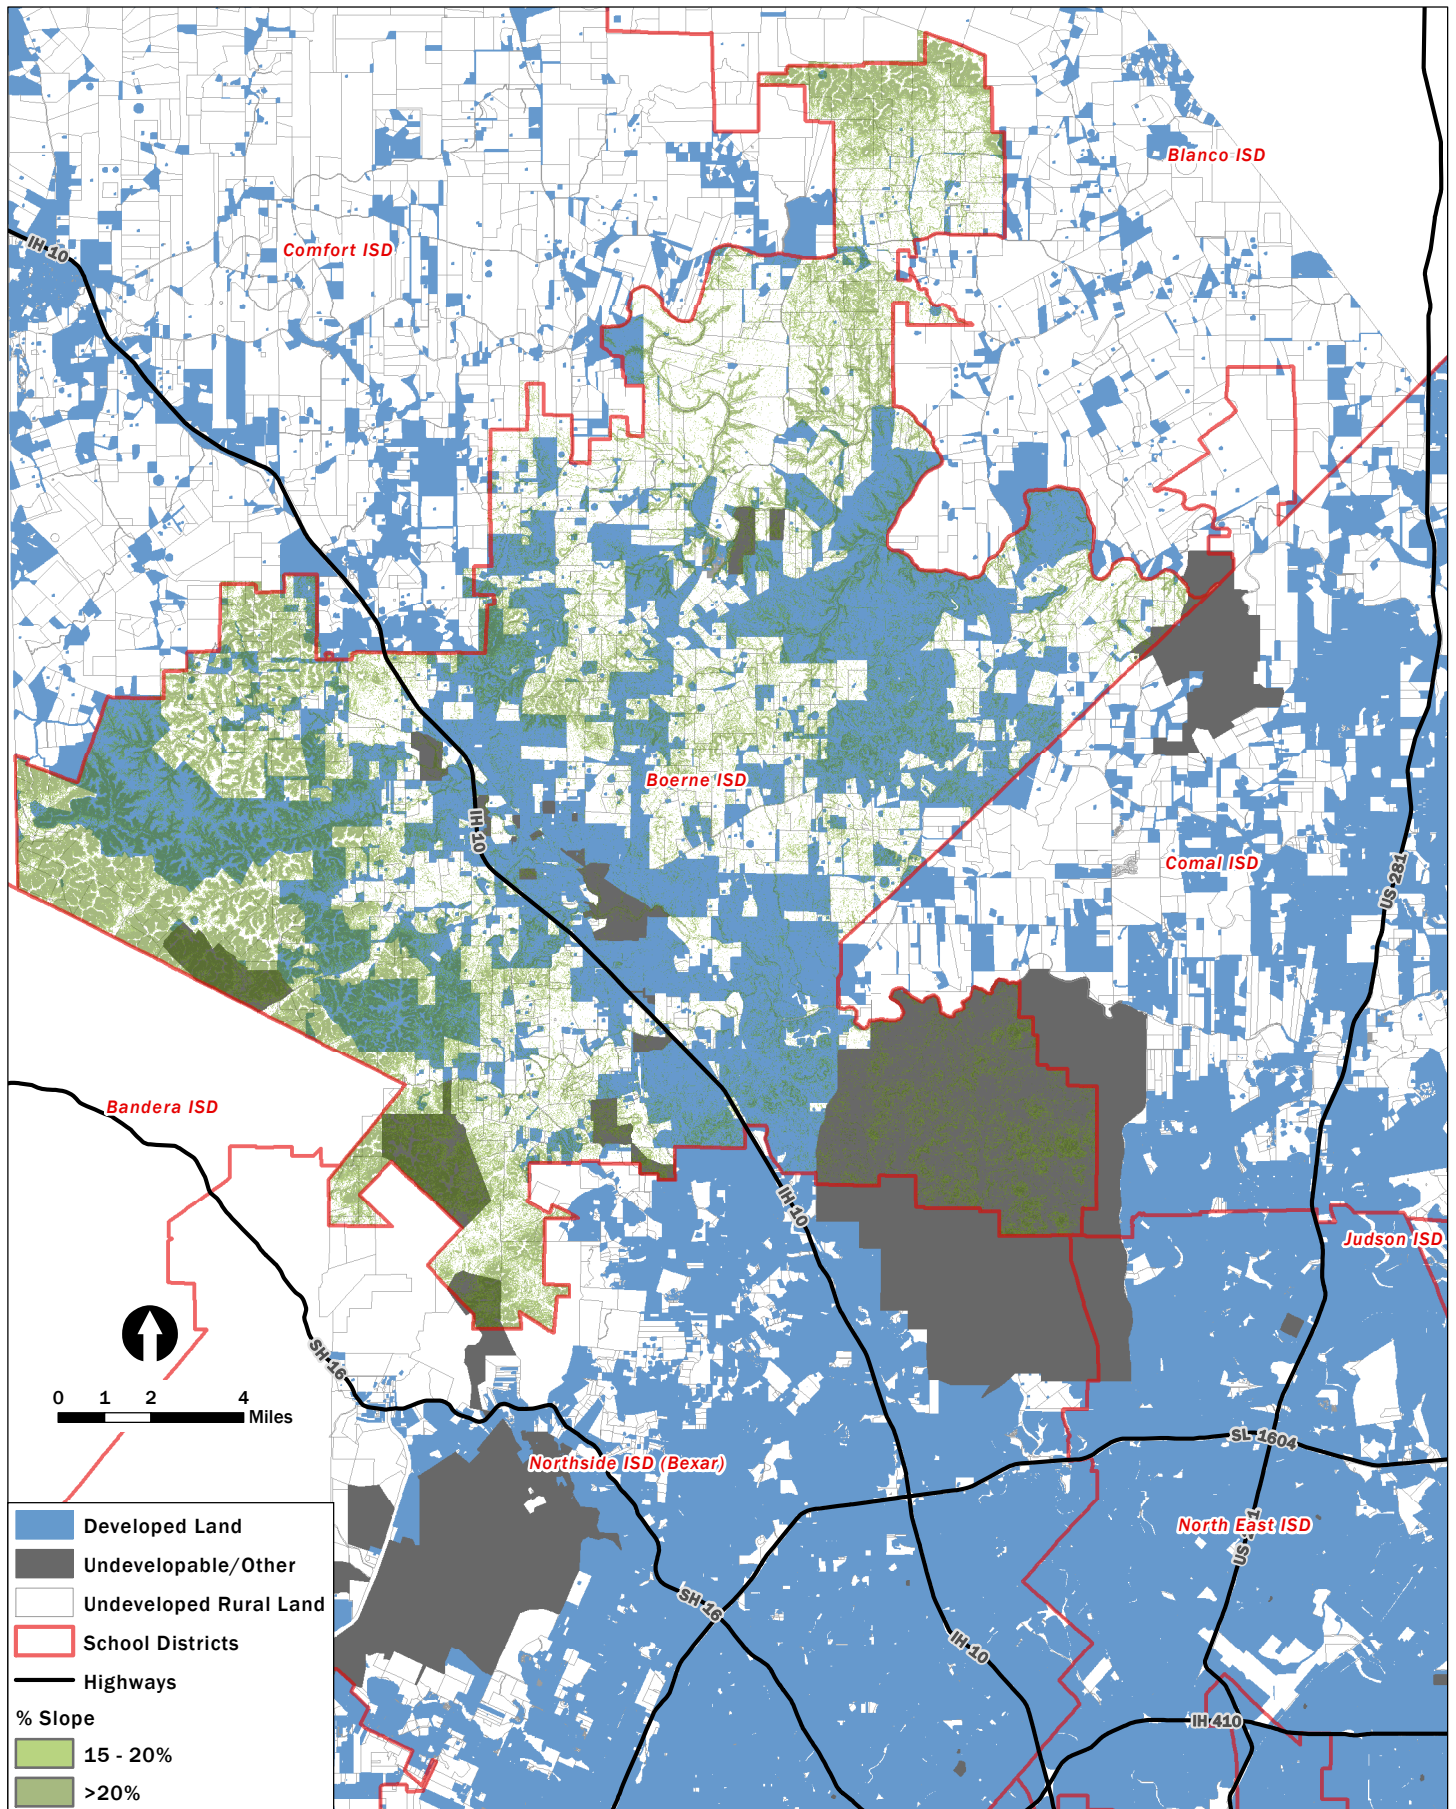 Blanco ISD
Comfort ISD
IH 10
Boerne ISD
IH 10
Comal ISD
US 281
Bandera ISD
IH 10
Judson ISD
SH 16
0 1 2 4
Miles
SL 1604
Northside ISD (Bexar)
North East ISD
US
SH 16
IH 10
IH 410
Developed Land
Undevelopable/Other
Undeveloped Rural Land
School Districts
Highways
% Slope
15 - 20%
>20%